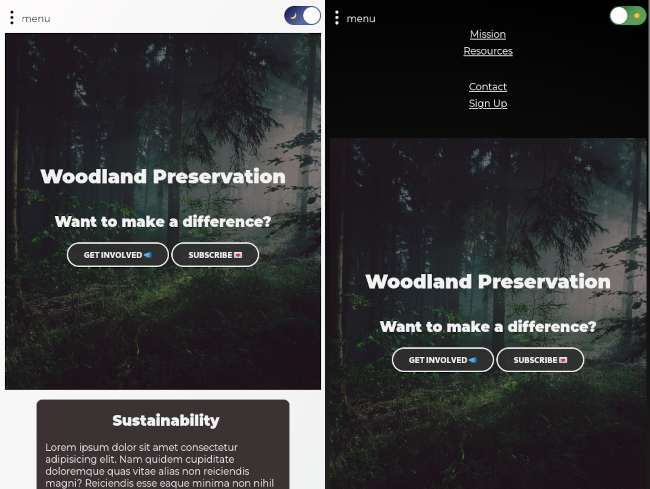 menu
Woodland Preservation
Want to make a difference?
GET INVOLVED
SUBSCRIBE
Sustainability
Lorem ipsum dolor sit amet consectetur
adipiscing elit. Nam quidem cupiditate
doloremque quas vitae alias non reiciendis
magni? Reiciendis esse eaque minima non nihil
menu
Mission
Resources
Contact
Sign Up
Woodland Preservation
Want to make a difference?
GET INVOLVED
SUBSCRIBE